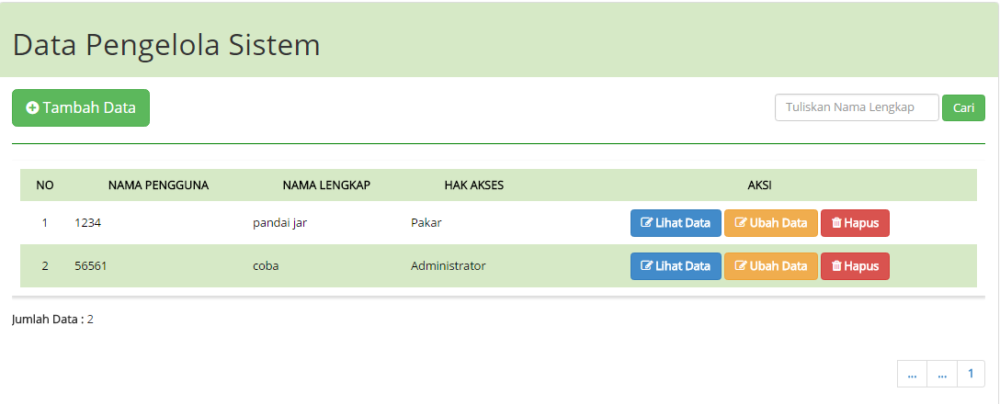 Data Pengelola Sistem
Tambah Data
Tuliskan Nama Lengkap Cari
NO NAMA PENGGUNA NAMA LENGKAP HAK AKSES AKSI
1 1234 pandai jar Pakar Lihat Data Ubah Data Hapus
2 56561 coba Administrator Lihat Data Ubah Data Hapus
Jumlah Data : 2
... ... 1